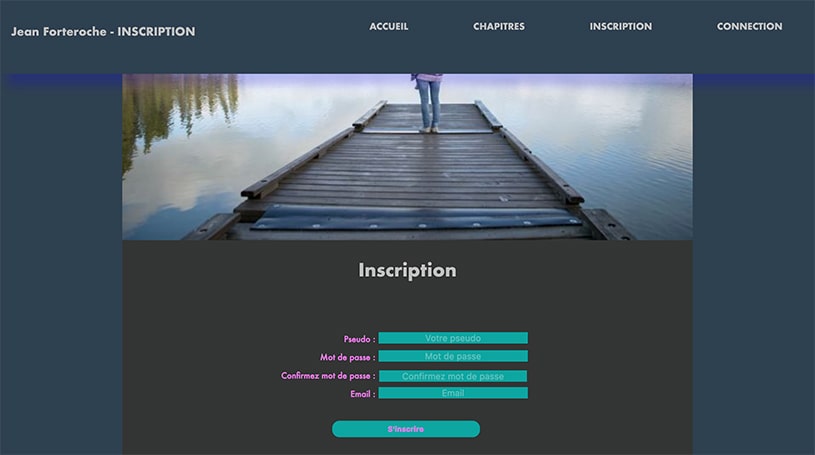 Jean Forteroche - INSCRIPTION ACCUEIL CHAPITRES INSCRIPTION CONNECTION
Inscription
Pseudo : Votre pseudo
Mot de passe : Mot de passe
Confirmez mot de passe : Confirmez mot de passe
Email : Email
S'inscrire